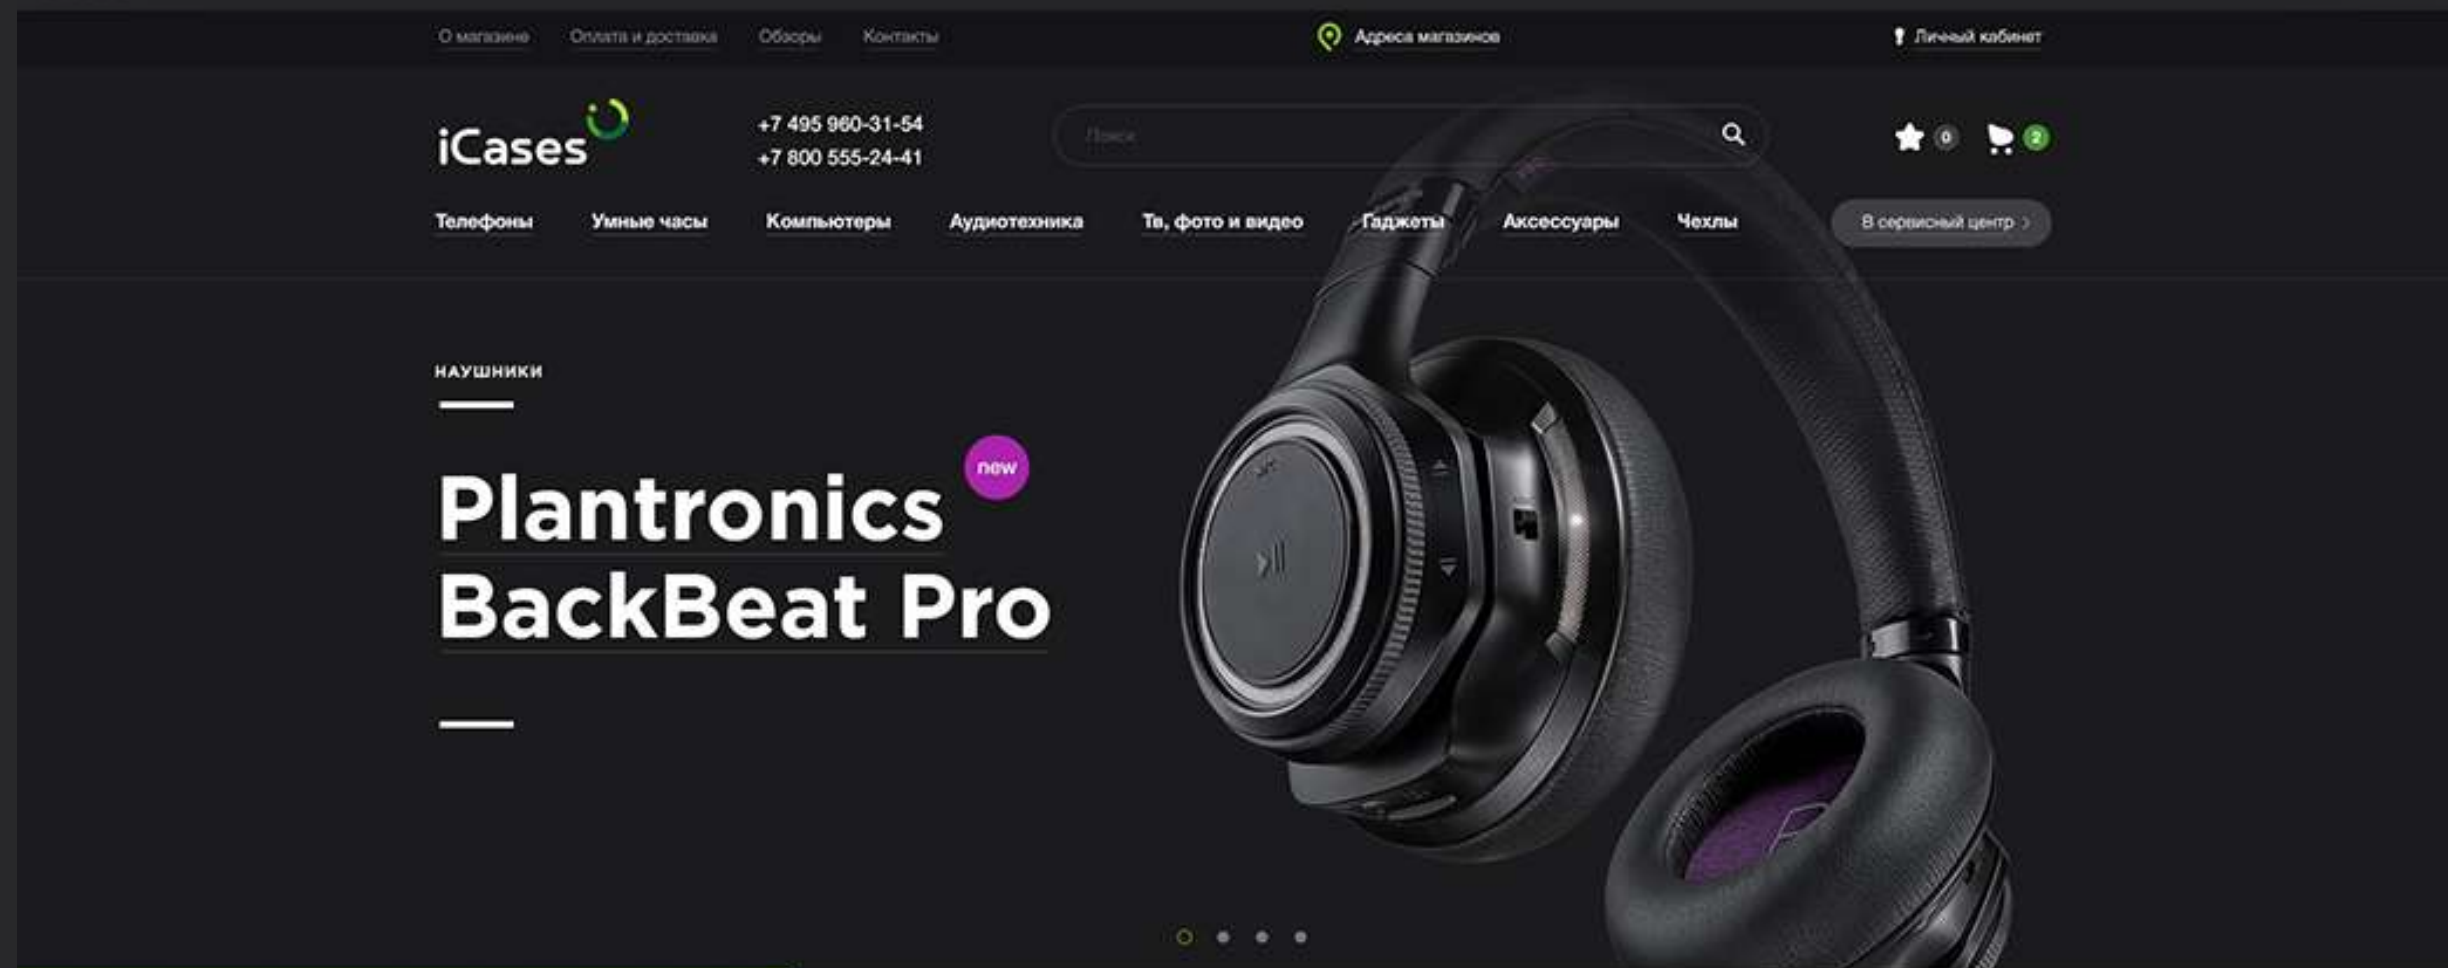 О магазине
Оплата и доставка
Обзоры
Контакты
Адреса магазинов
Личный кабинет
iCases
+7 495 960-31-54
+7 800 555-24-41
Поиск
0
2
Телефоны
Умные часы
Компьютеры
Аудиотехника
Тв, фото и видео
Гаджеты
Аксессуары
Чехлы
В сервисный центр
НАУШНИКИ
new
Plantronics
BackBeat Pro